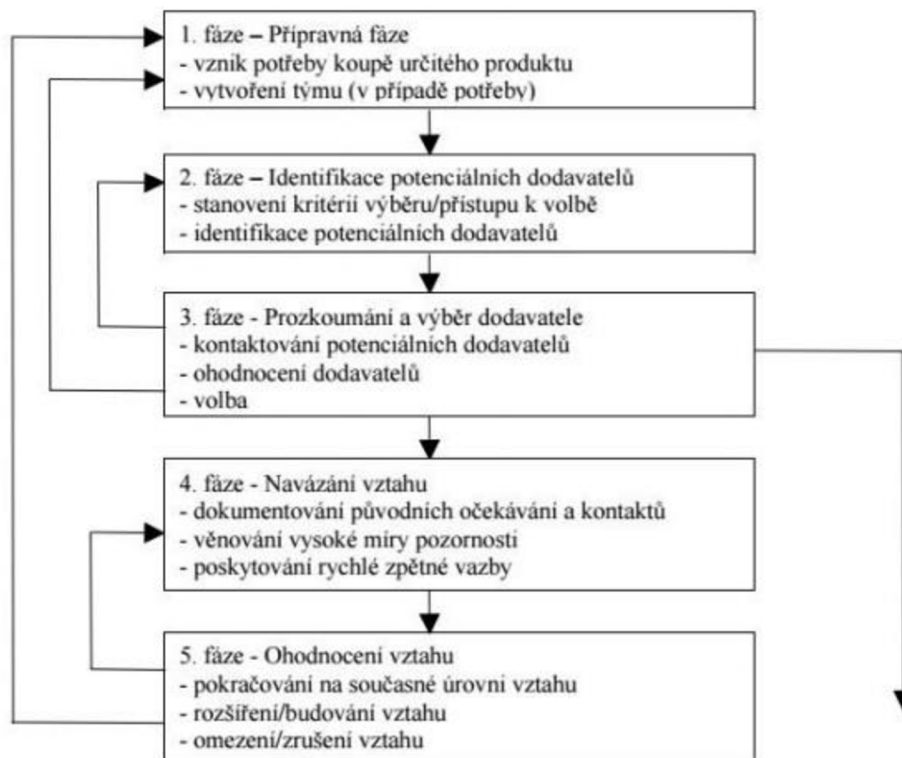 1. fáze – Přípravná fáze
- vznik potřeby koupě určitého produktu
- vytvoření týmu (v případě potřeby)
2. fáze – Identifikace potenciálních dodavatelů
- stanovení kritérií výběru/přístupu k volbě
- identifikace potenciálních dodavatelů
3. fáze - Prozkoumání a výběr dodavatele
- kontaktování potenciálních dodavatelů
- ohodnocení dodavatelů
- volba
4. fáze - Navázání vztahu
- dokumentování původních očekávání a kontaktů
- věnování vysoké míry pozornosti
- poskytování rychlé zpětné vazby
5. fáze - Ohodnocení vztahu
- pokračování na současné úrovni vztahu
- rozšíření/budování vztahu
- omezení/zrušení vztahu